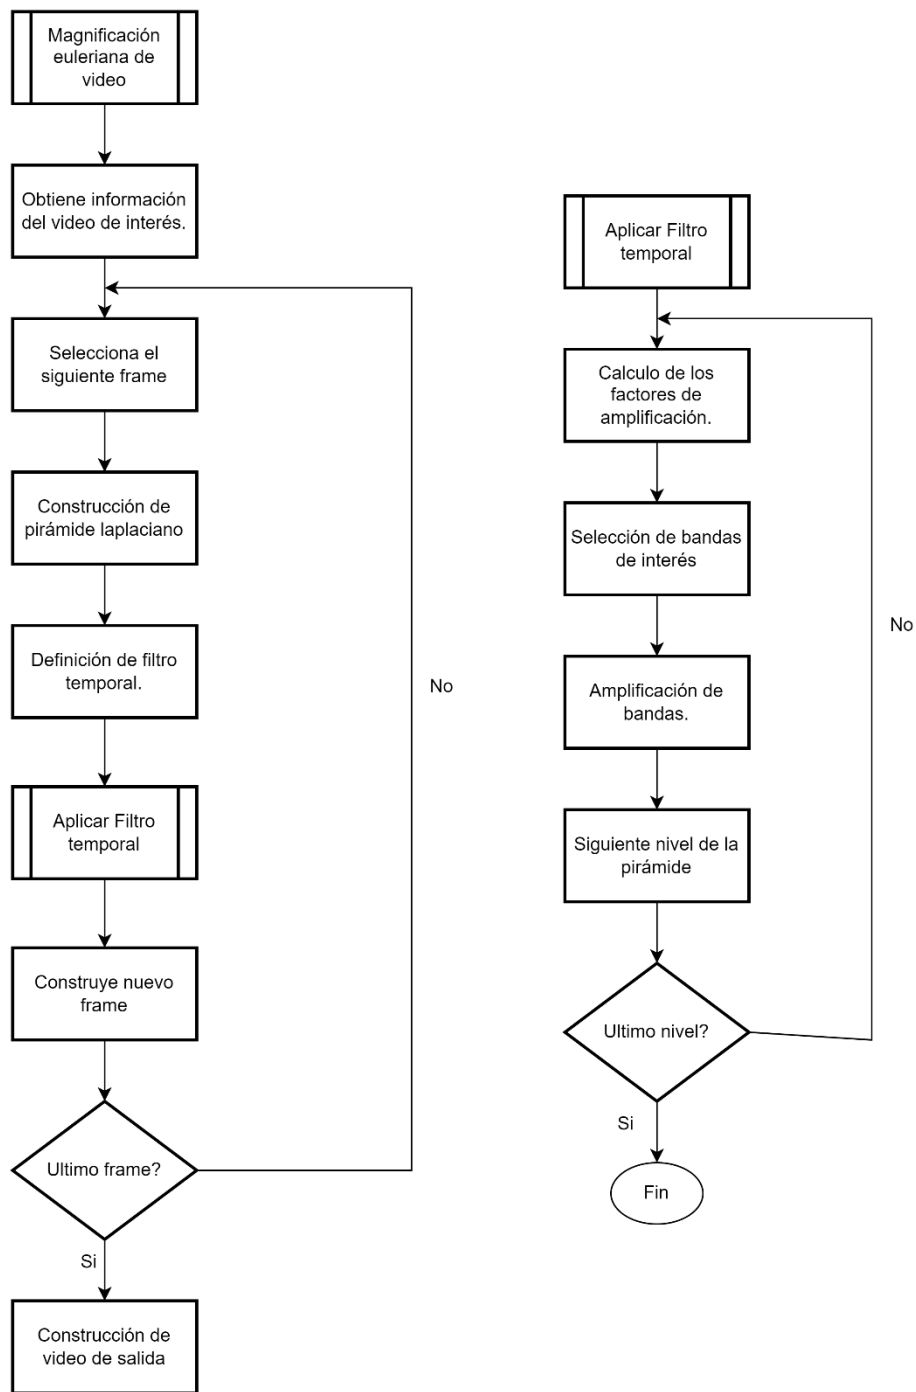 Magnificación
euleriana de
video
Obtiene información
del video de interés.
Selecciona el
siguiente frame
Construcción de
pirámide laplaciano
Definición de filtro
temporal.
Aplicar Filtro
temporal
Construye nuevo
frame
Ultimo frame?
No
Si
Construcción de
video de salida
Aplicar Filtro
temporal
Calculo de los
factores de
amplificación.
Selección de bandas
de interés
Amplificación de
bandas.
Siguiente nivel de la
pirámide
Ultimo nivel?
No
Si
Fin